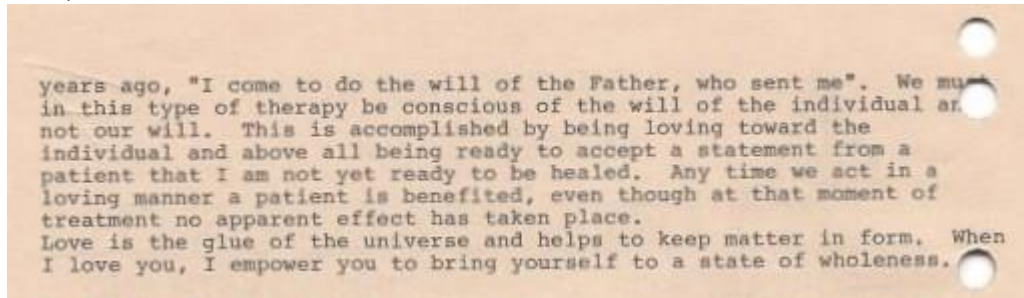 years ago, "I come to do the will of the Father, who sent me".  We must
in this type of therapy be conscious of the will of the individual and
not our will.  This is accomplished by being loving toward the
individual and above all being ready to accept a statement from a
patient that I am not yet ready to be healed.  Any time we act in a
loving manner a patient is benefited, even though at that moment of
treatment no apparent effect has taken place.
Love is the glue of the universe and helps to keep matter in form.  When
I love you, I empower you to bring yourself to a state of wholeness.